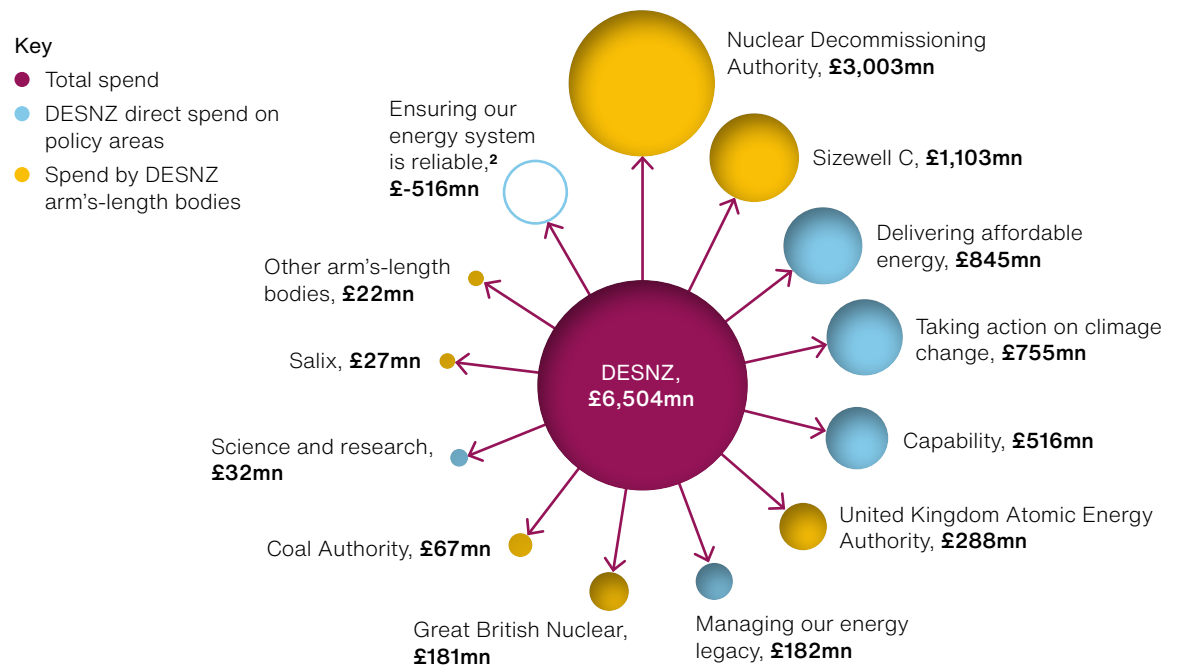 Key
Total spend
DESNZ direct spend on
policy areas
Spend by DESNZ
arm's-length bodies
Nuclear Decommissioning
Authority, £3,003mn
Sizewell C, £1,103mn
Delivering affordable
energy, £845mn
Taking action on climage
change, £755mn
Capability, £516mn
United Kingdom Atomic Energy
Authority, £288mn
Managing our energy
legacy, £182mn
Great British Nuclear,
£181mn
Coal Authority, £67mn
Science and research,
£32mn
Salix, £27mn
Other arm's-length
bodies, £22mn
Ensuring our
energy system
is reliable,²
£-516mn
DESNZ,
£6,504mn